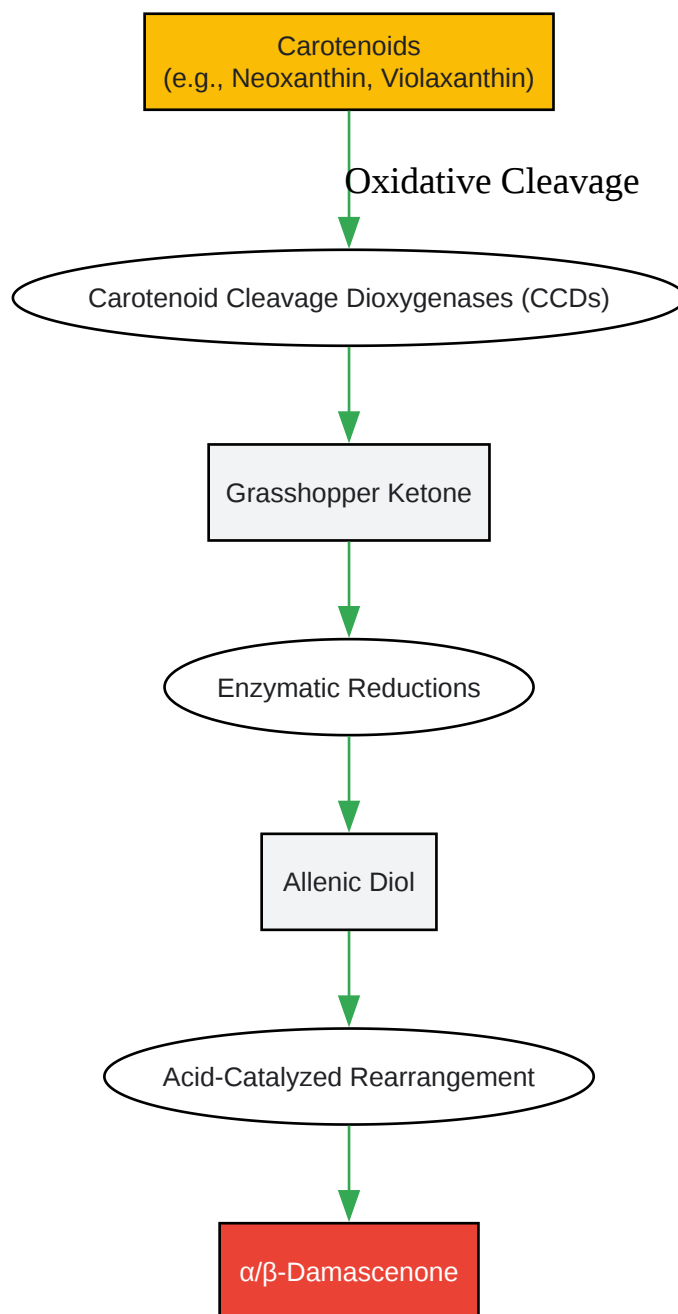 Carotenoids
(e.g., Neoxanthin, Violaxanthin)
Oxidative Cleavage
Carotenoid Cleavage Dioxygenases (CCDs)
Grasshopper Ketone
Enzymatic Reductions
Allenic Diol
Acid-Catalyzed Rearrangement
α/β-Damascenone